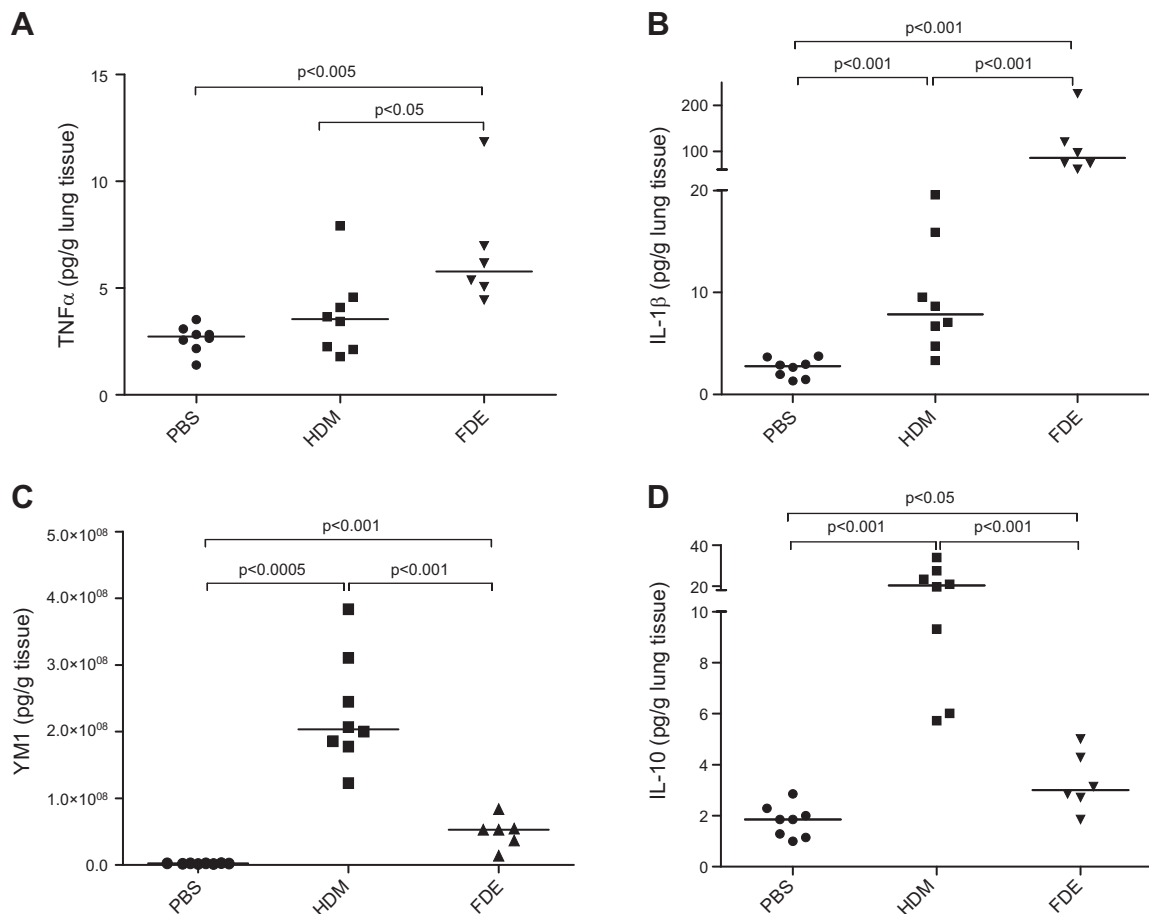 A
p<0.005
p<0.05
15
10
5
0
TNFα (pg/g lung tissue)
PBS
HDM
FDE
B
p<0.001
p<0.001
p<0.001
200
100
20
10
0
IL-1β (pg/g lung tissue)
PBS
HDM
FDE
C
p<0.001
p<0.0005
p<0.001
5.0×10⁰⁸
4.0×10⁰⁸
3.0×10⁰⁸
2.0×10⁰⁸
1.0×10⁰⁸
0.0
YM1 (pg/g tissue)
PBS
HDM
FDE
D
p<0.05
p<0.001
p<0.001
40
20
10
8
6
4
2
0
IL-10 (pg/g lung tissue)
PBS
HDM
FDE